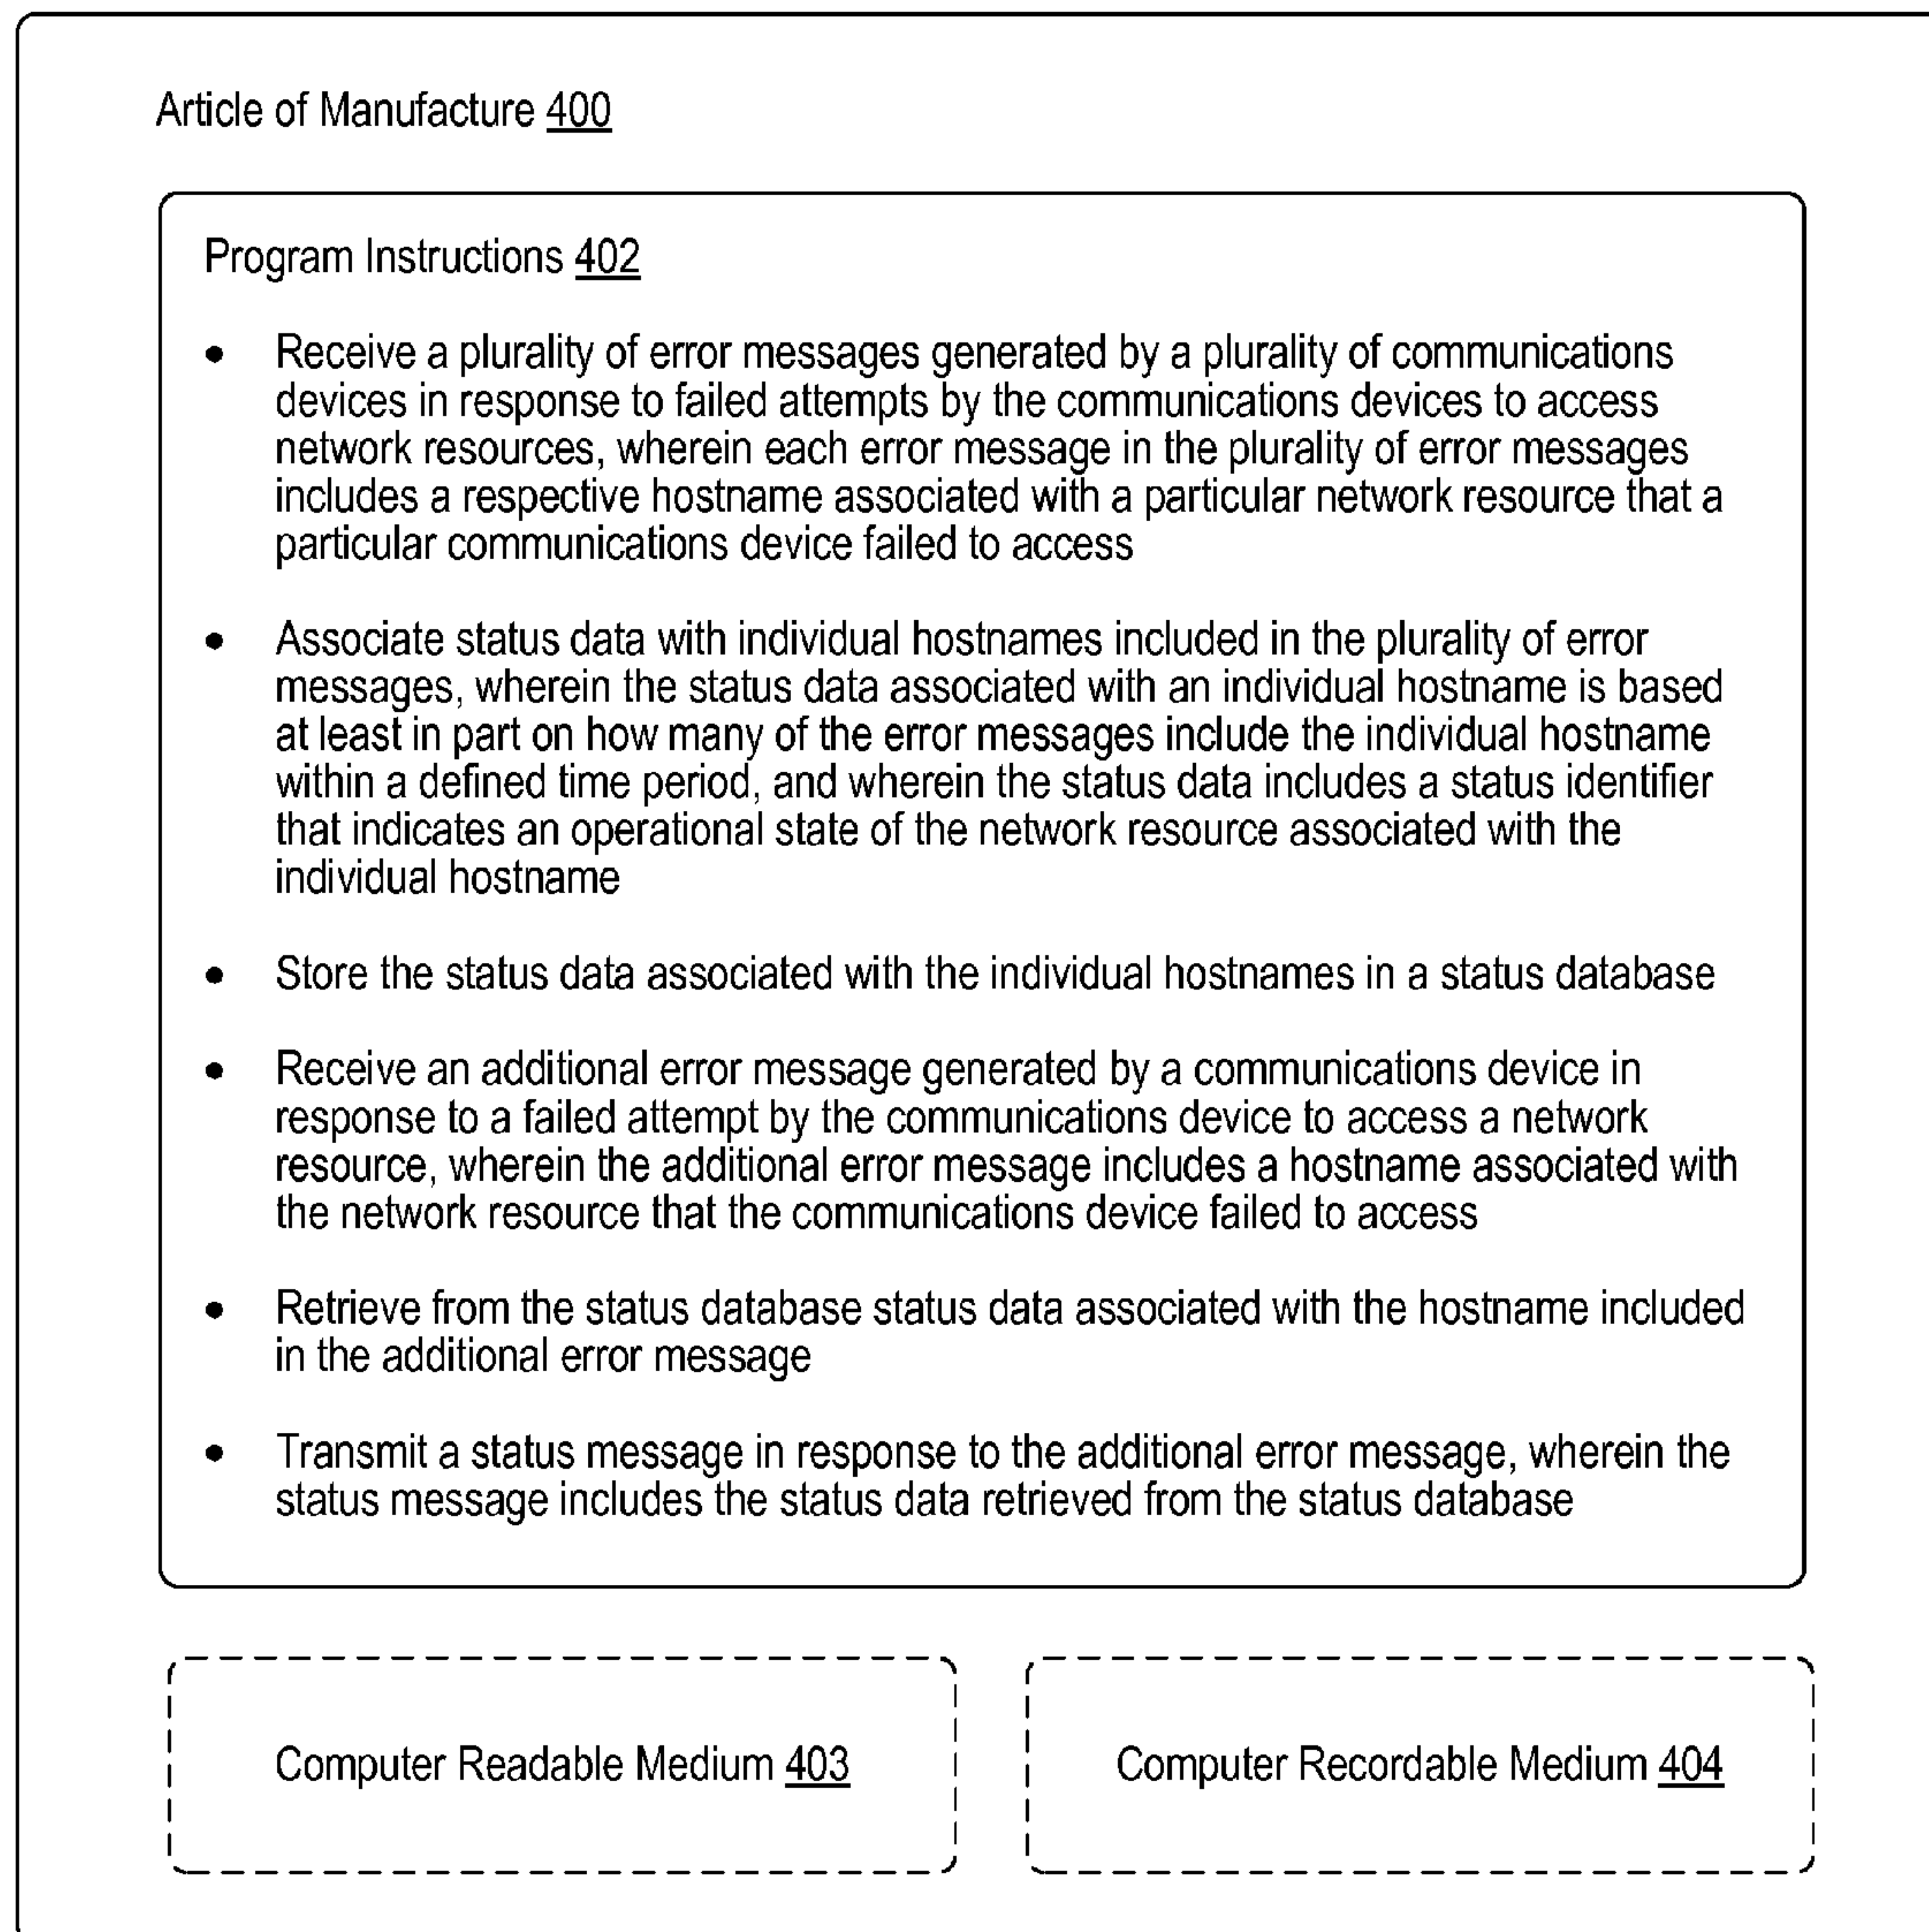 Article of Manufacture 400
Program Instructions 402
• Receive a plurality of error messages generated by a plurality of communications
devices in response to failed attempts by the communications devices to access
network resources, wherein each error message in the plurality of error messages
includes a respective hostname associated with a particular network resource that a
particular communications device failed to access
• Associate status data with individual hostnames included in the plurality of error
messages, wherein the status data associated with an individual hostname is based
at least in part on how many of the error messages include the individual hostname
within a defined time period, and wherein the status data includes a status identifier
that indicates an operational state of the network resource associated with the
individual hostname
• Store the status data associated with the individual hostnames in a status database
• Receive an additional error message generated by a communications device in
response to a failed attempt by the communications device to access a network
resource, wherein the additional error message includes a hostname associated with
the network resource that the communications device failed to access
• Retrieve from the status database status data associated with the hostname included
in the additional error message
• Transmit a status message in response to the additional error message, wherein the
status message includes the status data retrieved from the status database
Computer Readable Medium 403
Computer Recordable Medium 404